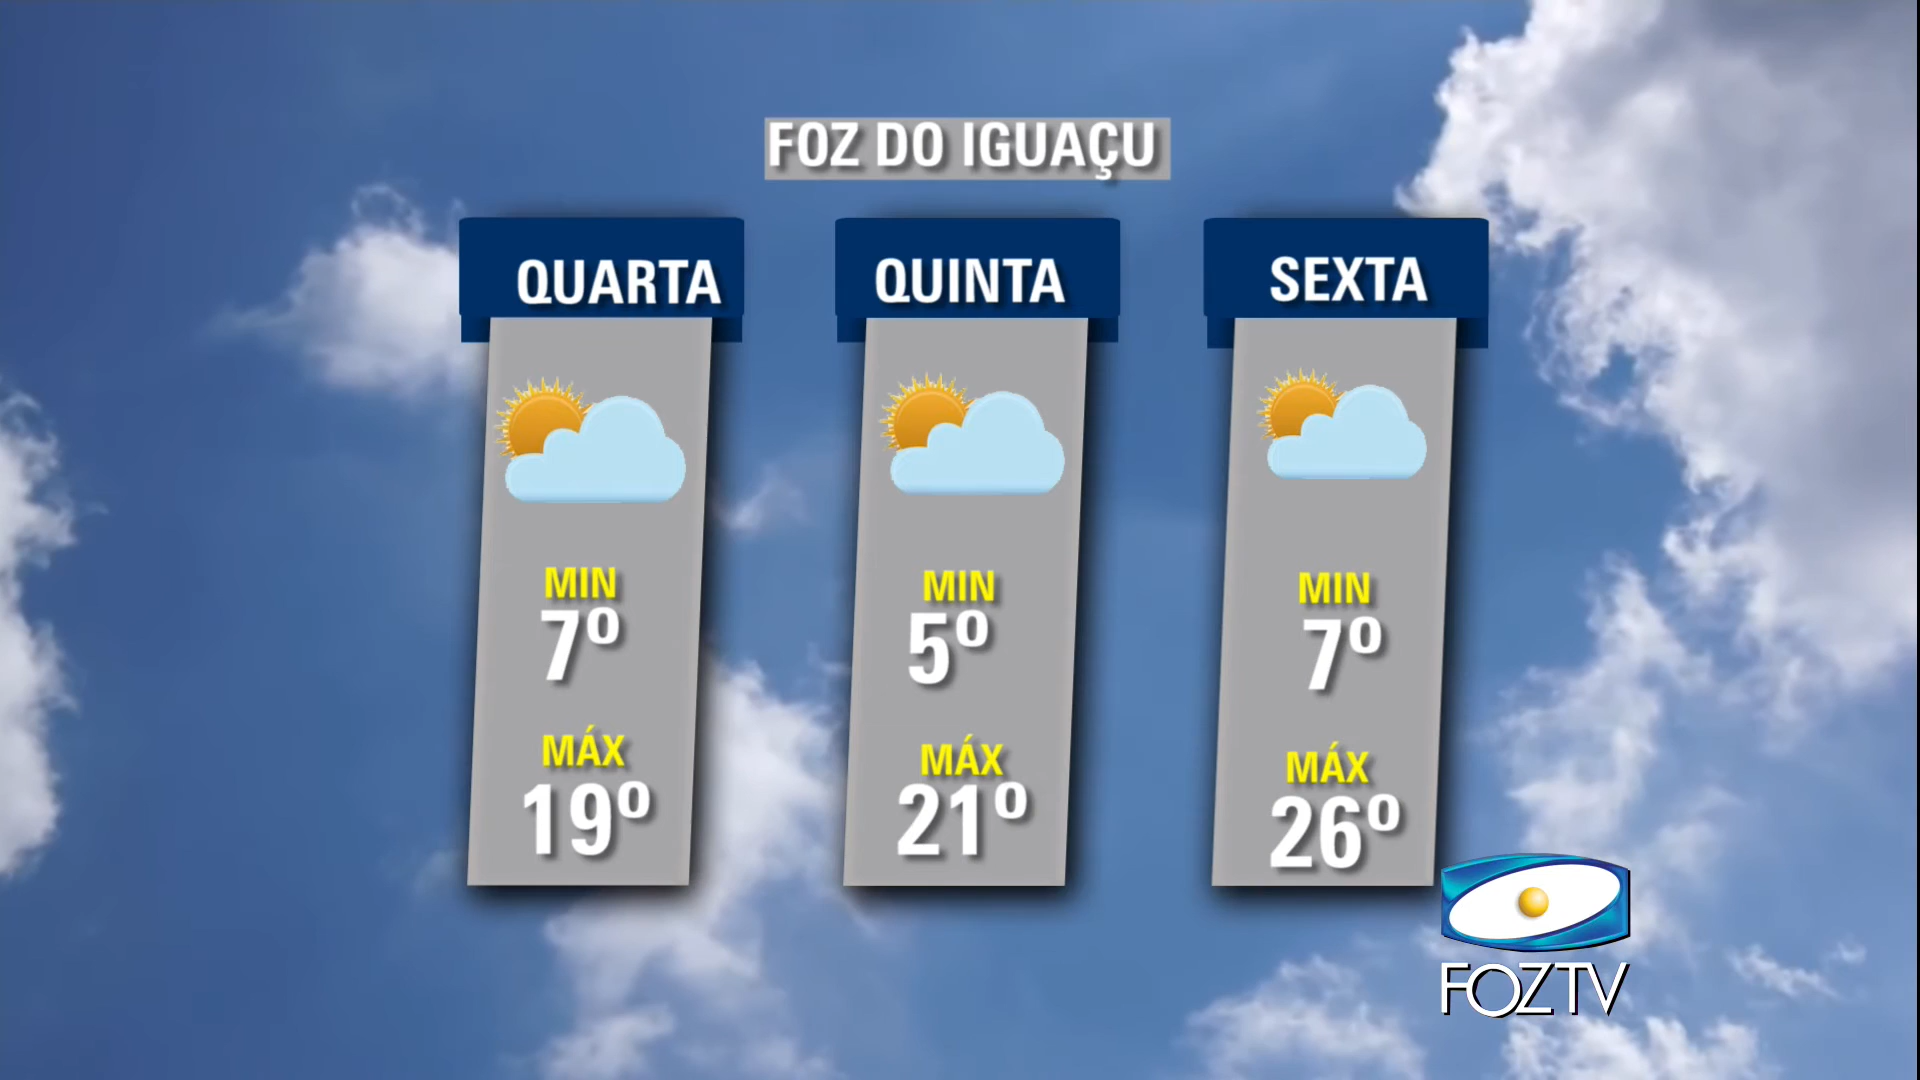 FOZ DO IGUAÇU
QUARTA
MIN
7º
MÁX
19º
QUINTA
MIN
5º
MÁX
21º
SEXTA
MIN
7º
MÁX
26º
FOZTV